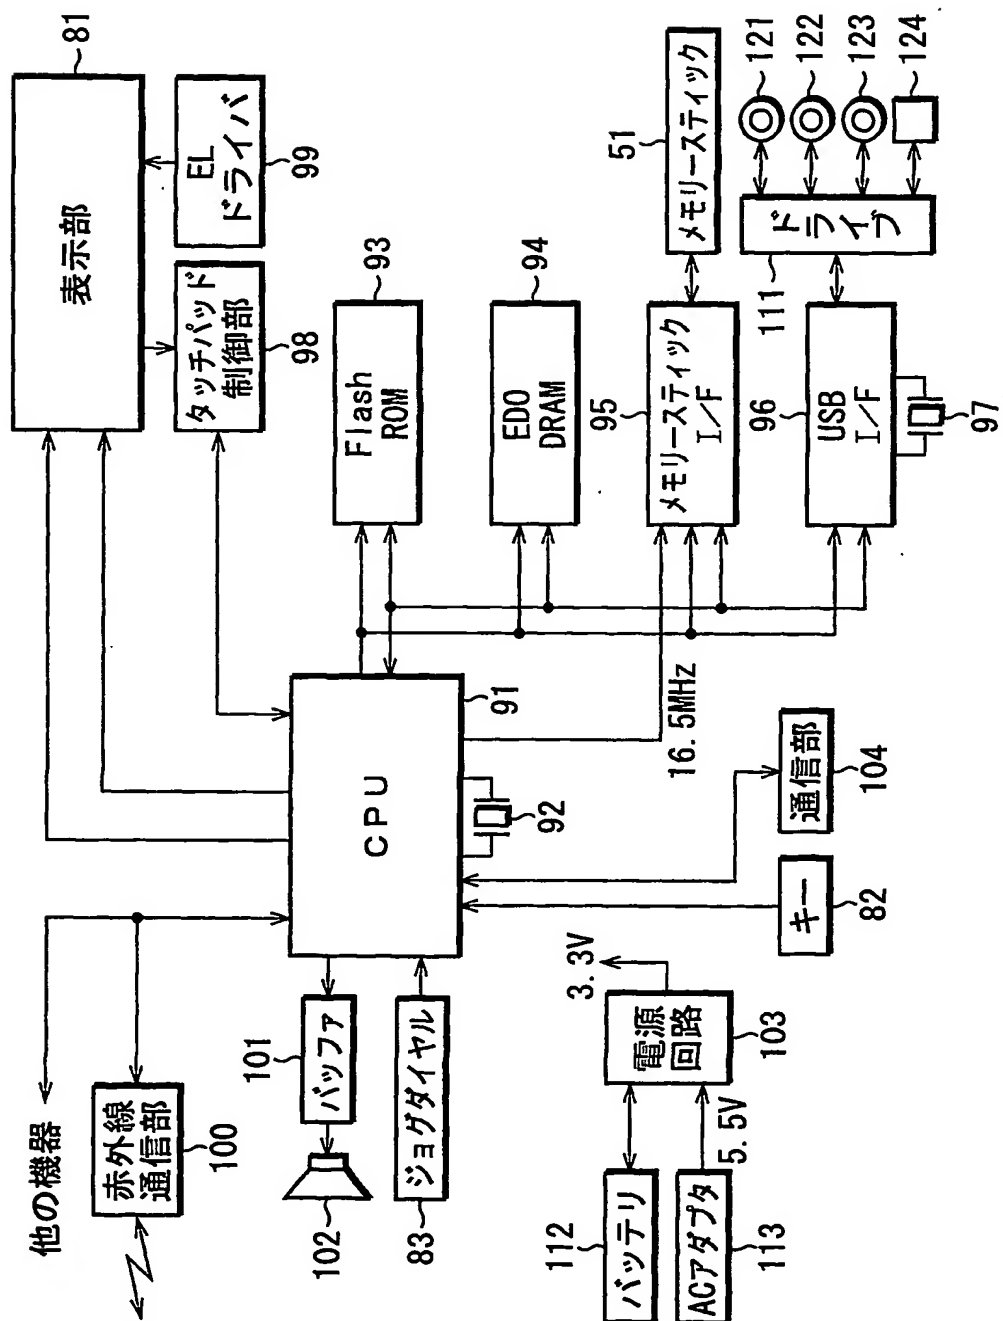 表示部
81
EL
ドライバ
99
タッチパッド
制御部
98
Flash
ROM
93
EDO
DRAM
94
メモリースティック
51
メモリースティック
I/F
95
ドライブ
111
121
122
123
124
USB
I/F
96
97
CPU
91
92
16.5MHz
通信部
104
キー
82
他の機器
赤外線
通信部
100
バッファ
101
102
ジョグダイヤル
83
3.3V
電源
回路
103
5.5V
バッテリ
112
ACアダプタ
113